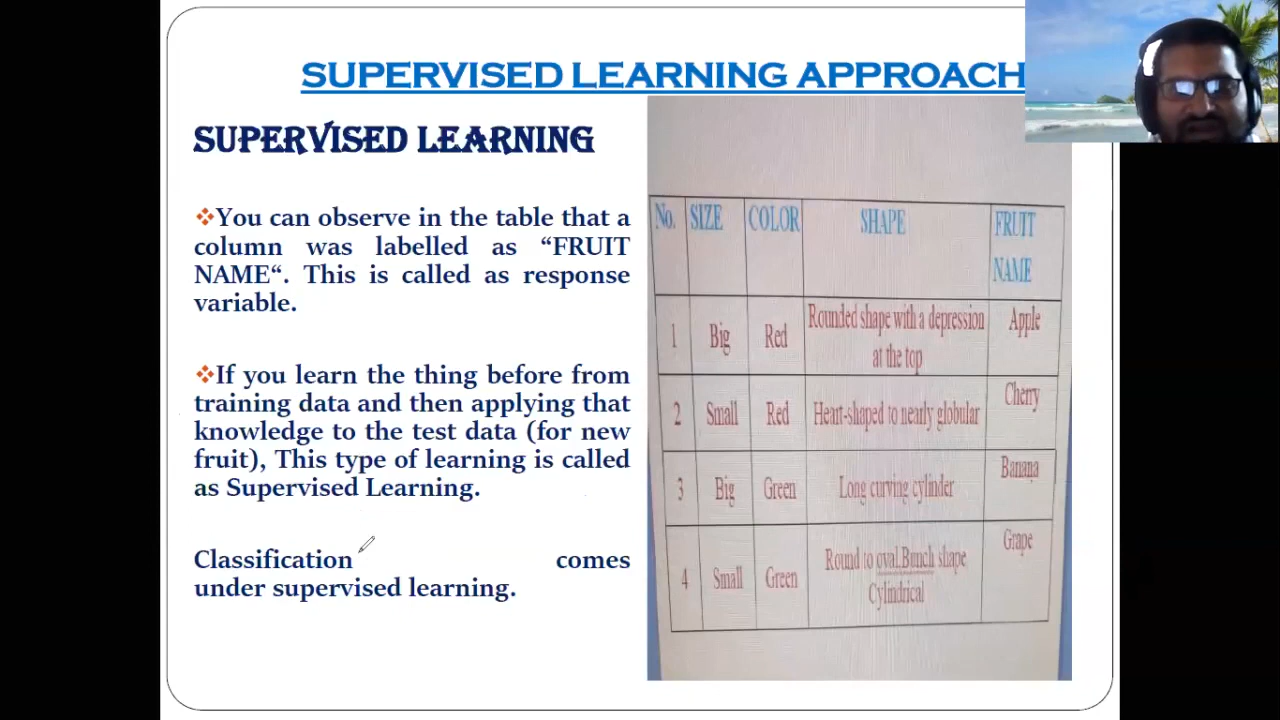 SUPERVISED LEARNING APPROACH
SUPERVISED LEARNING
❖You can observe in the table that a
column was labelled as “FRUIT
NAME“. This is called as response
variable.
❖If you learn the thing before from
training data and then applying that
knowledge to the test data (for new
fruit), This type of learning is called
as Supervised Learning.
Classification comes
under supervised learning.
No. SIZE COLOR SHAPE FRUIT
NAME
1 Big Red Rounded shape with a depression
at the top Apple
2 Small Red Heart-shaped to nearly globular Cherry
3 Big Green Long curving cylinder Banana
4 Small Green Round to oval.Bunch shape
Cylindrical Grape